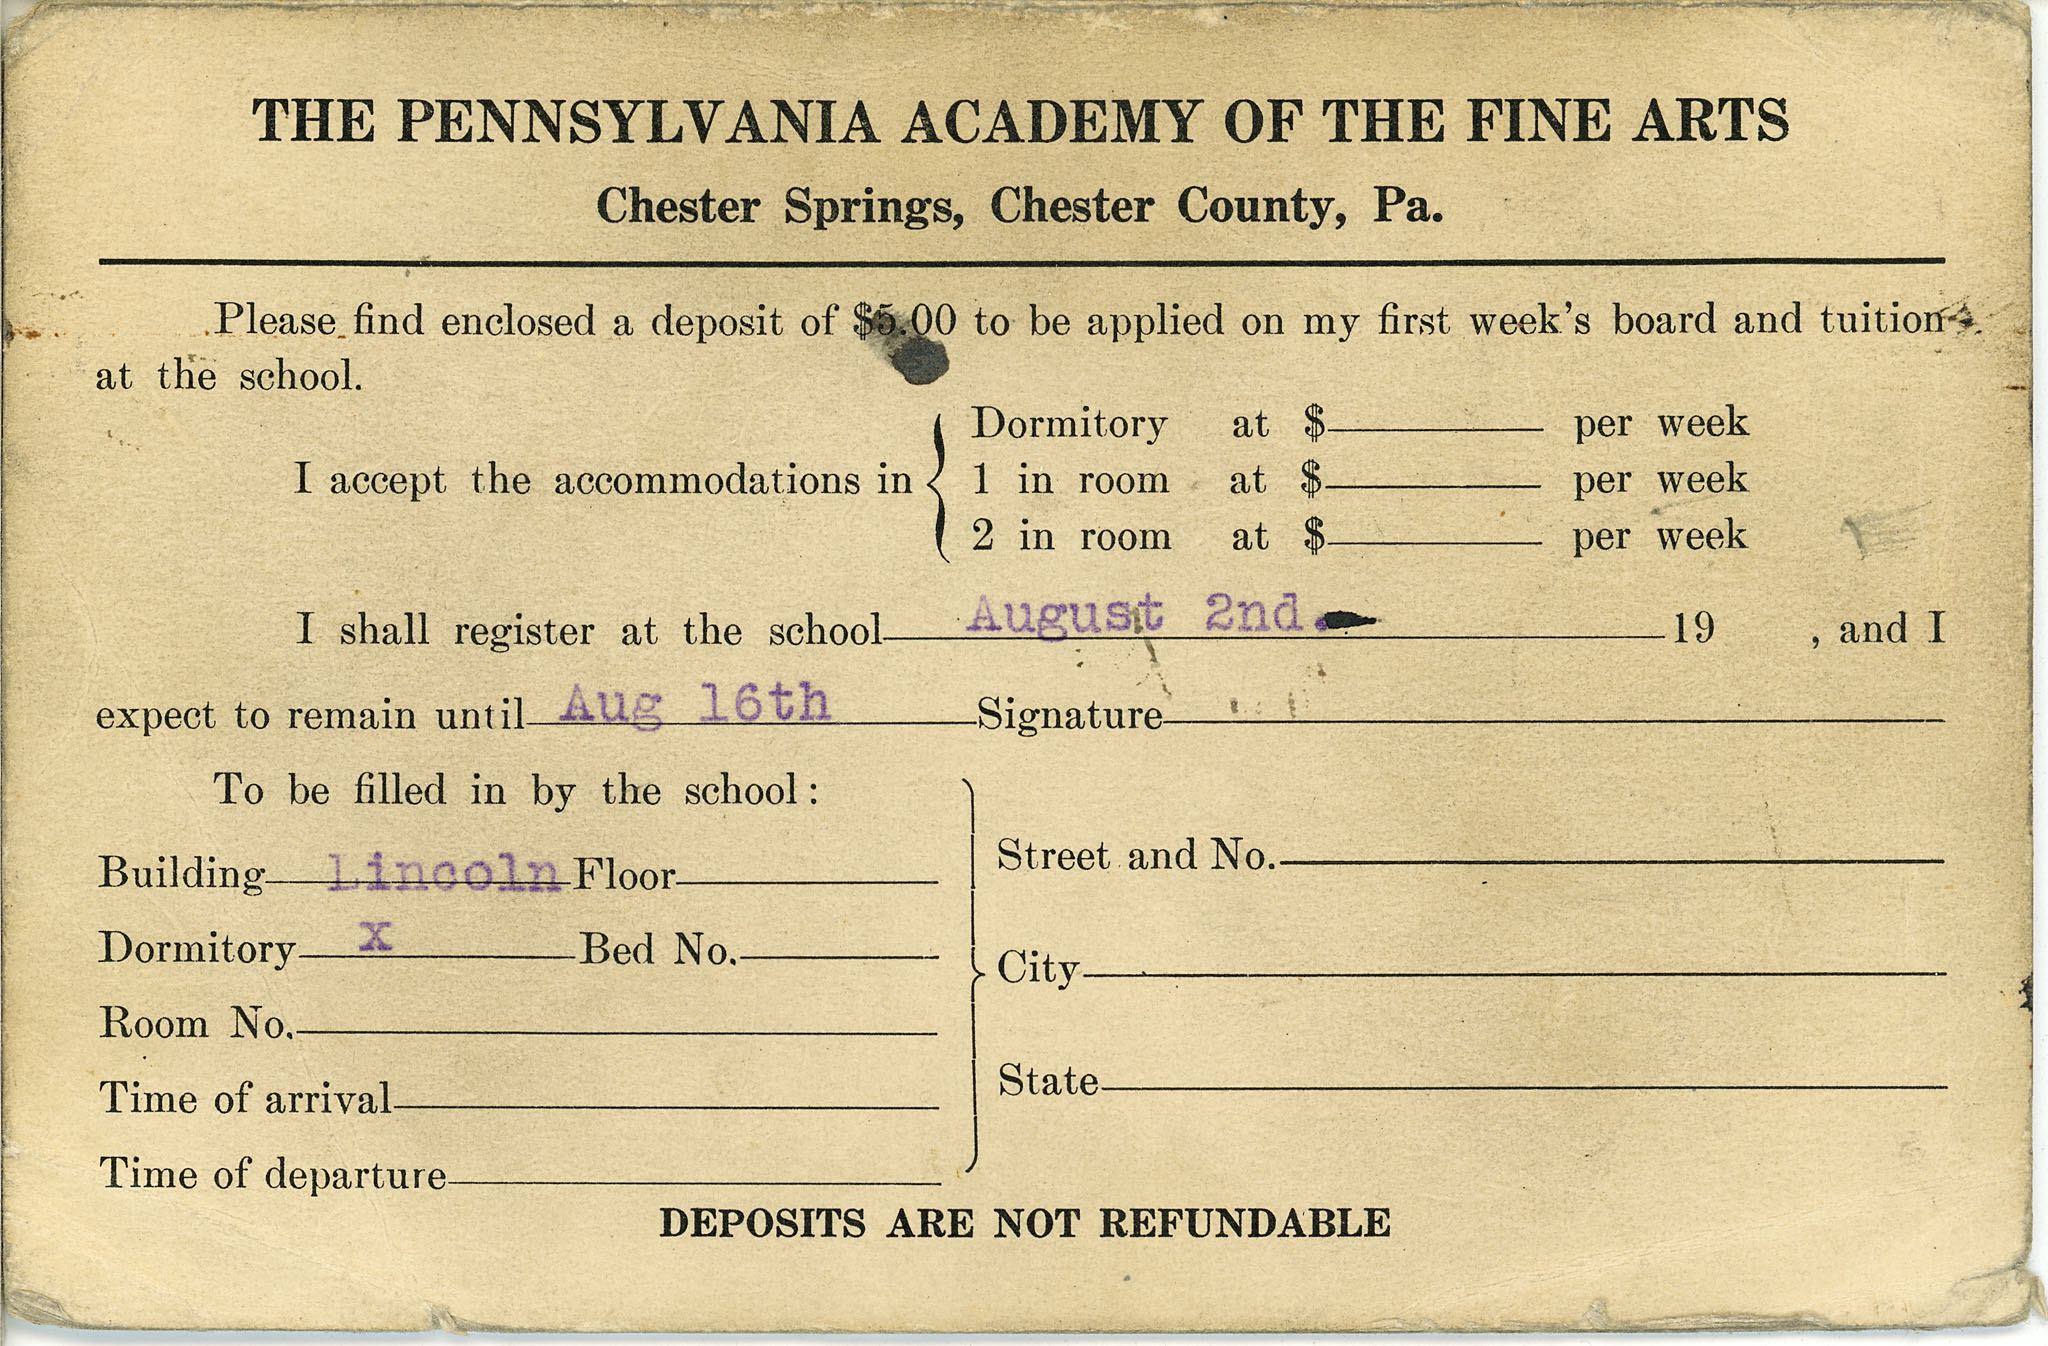 THE PENNSYLVANIA ACADEMY OF THE FINE ARTS
Chester Springs, Chester County, Pa.
Please find enclosed a deposit of $5.00 to be applied on my first week's board and tuition
at the school.
I accept the accommodations in
Dormitory at $ per week
1 in room at $ per week
2 in room at $ per week
I shall register at the school August 2nd. 19 , and I
expect to remain until Aug 16th Signature
To be filled in by the school:
Building Lincoln Floor
Dormitory x Bed No.
Room No.
Time of arrival
Time of departure
Street and No.
City
State
DEPOSITS ARE NOT REFUNDABLE